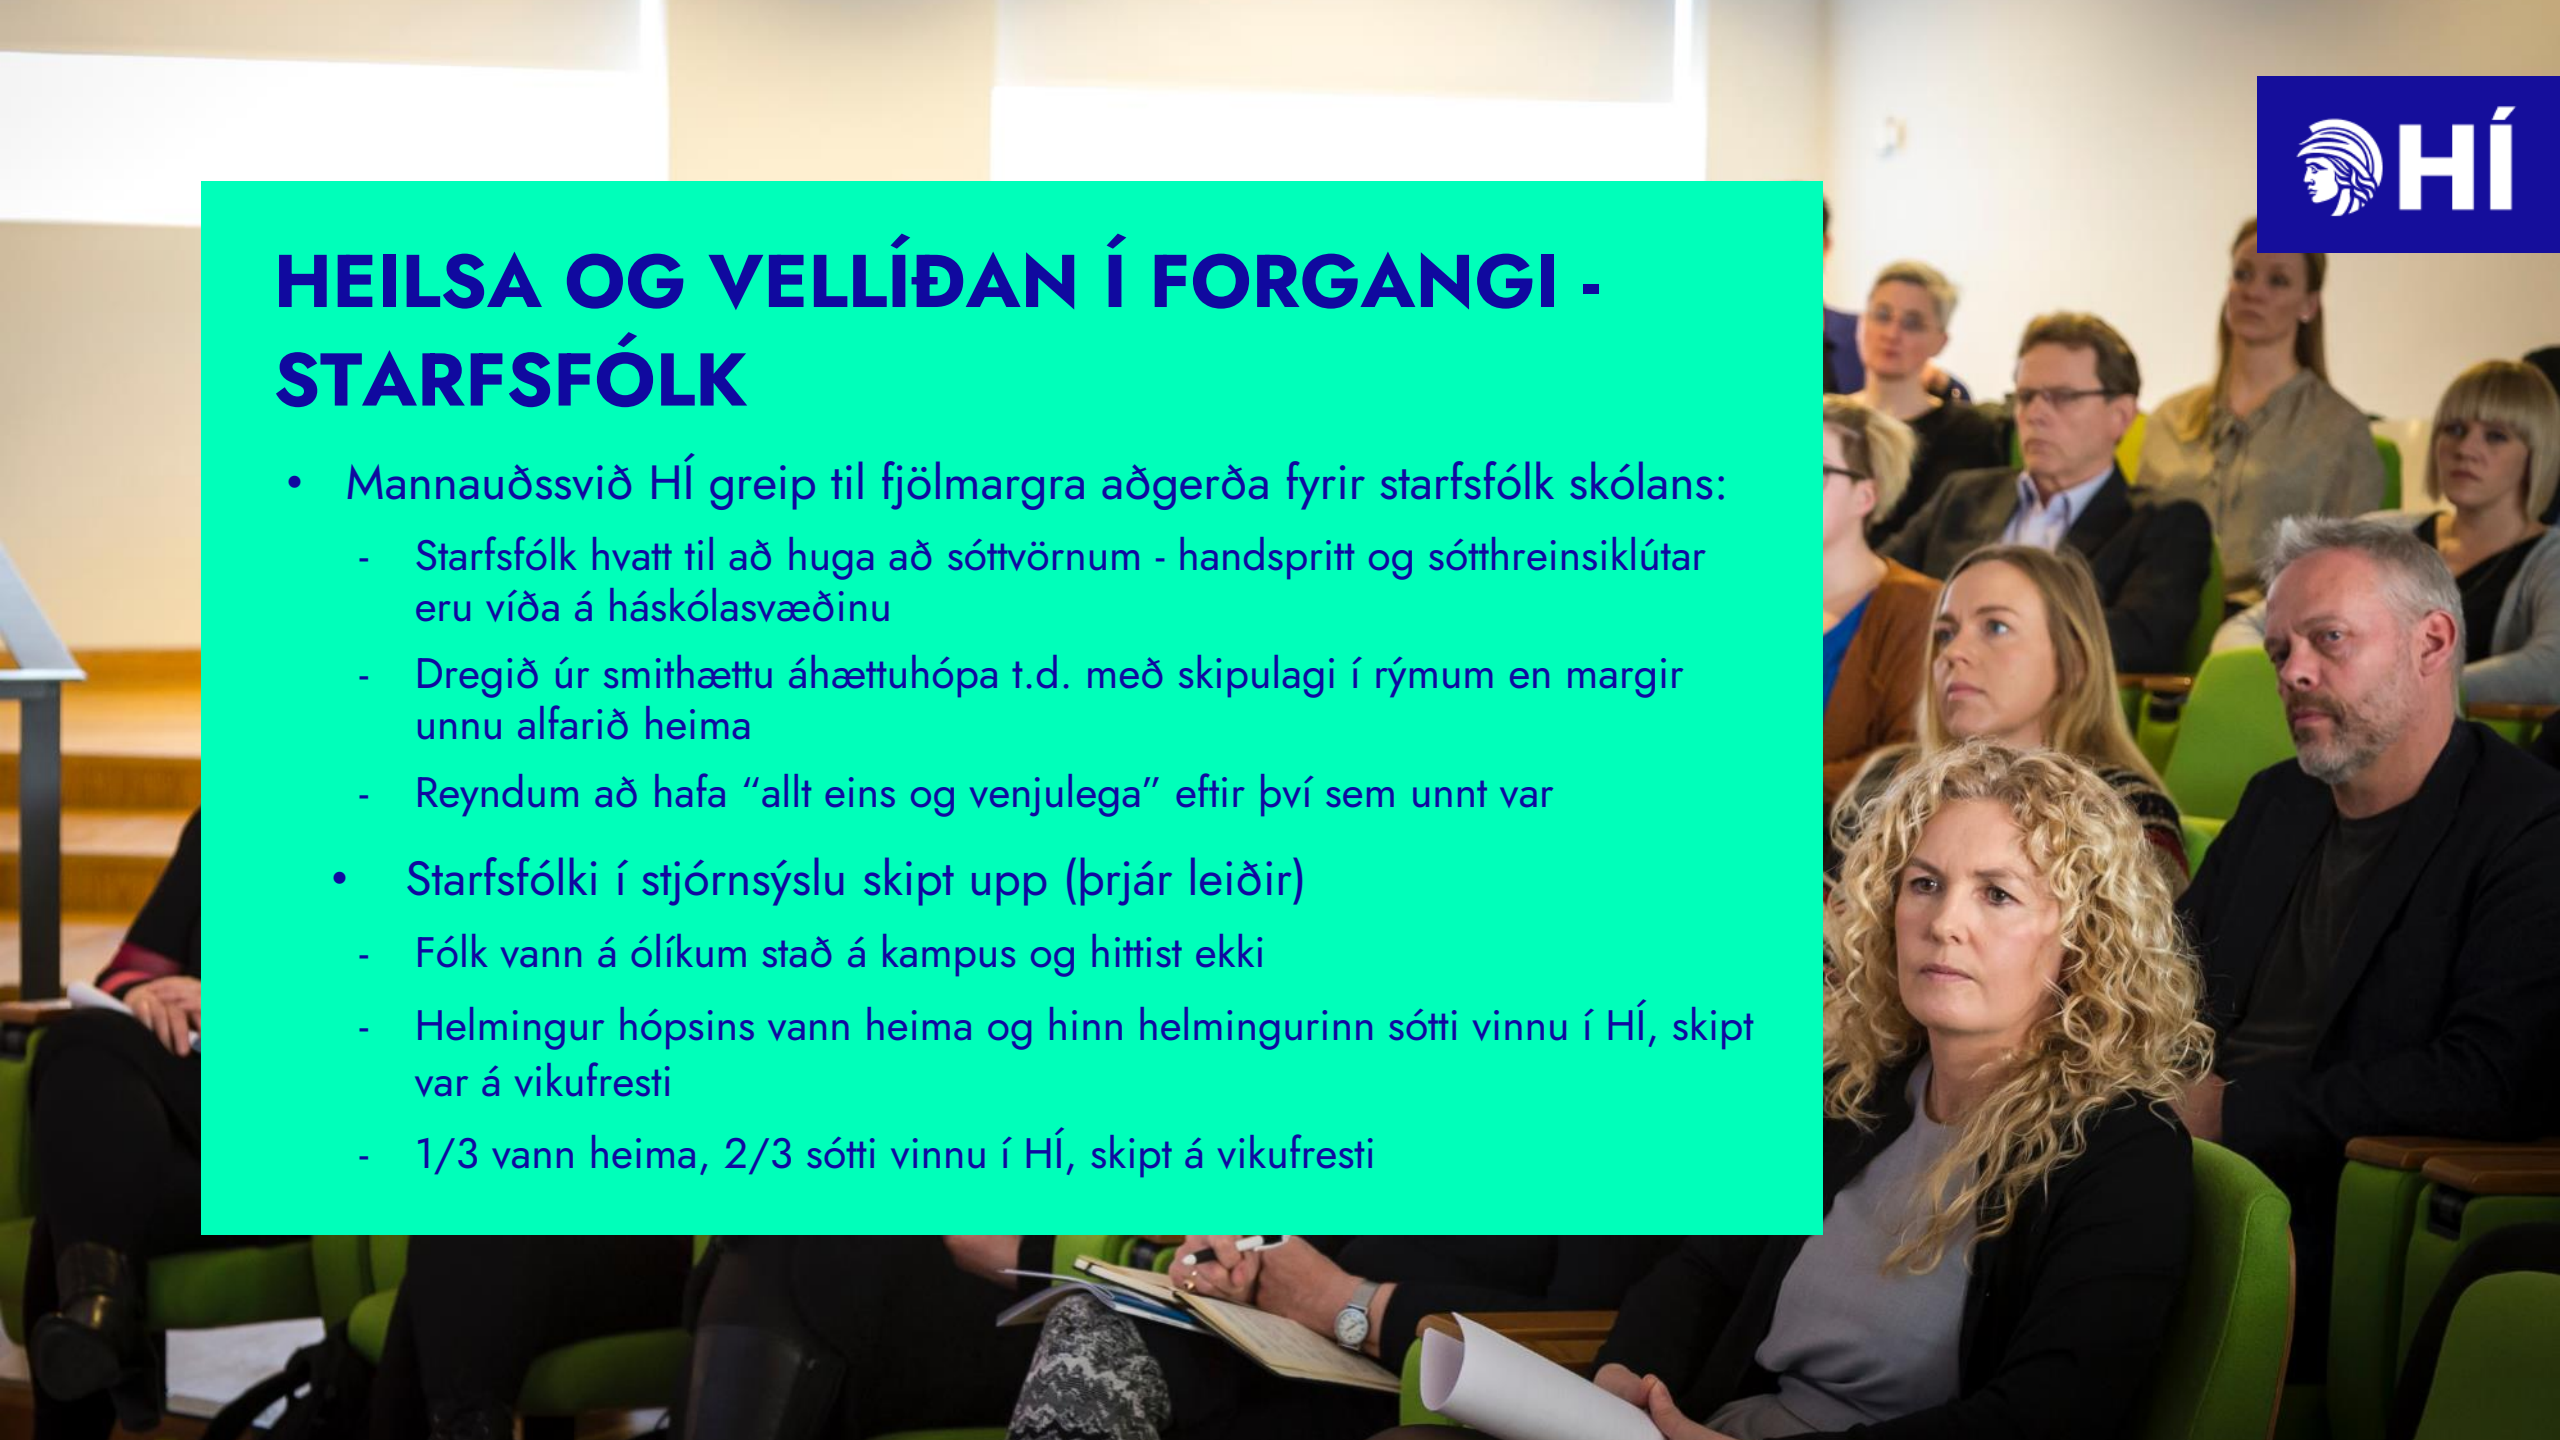 HÍ
HEILSA OG VELLÍÐAN Í FORGANGI -
STARFSFÓLK
• Mannauðssvið HÍ greip til fjölmargra aðgerða fyrir starfsfólk skólans:
- Starfsfólk hvatt til að huga að sóttvörnum - handspritt og sótthreinsiklútar
eru víða á háskólasvæðinu
- Dregið úr smithættu áhættuhópa t.d. með skipulagi í rýmum en margir
unnu alfarið heima
- Reyndum að hafa “allt eins og venjulega” eftir því sem unnt var
• Starfsfólki í stjórnsýslu skipt upp (þrjár leiðir)
- Fólk vann á ólíkum stað á kampus og hittist ekki
- Helmingur hópsins vann heima og hinn helmingurinn sótti vinnu í HÍ, skipt
var á vikufresti
- 1/3 vann heima, 2/3 sótti vinnu í HÍ, skipt á vikufresti